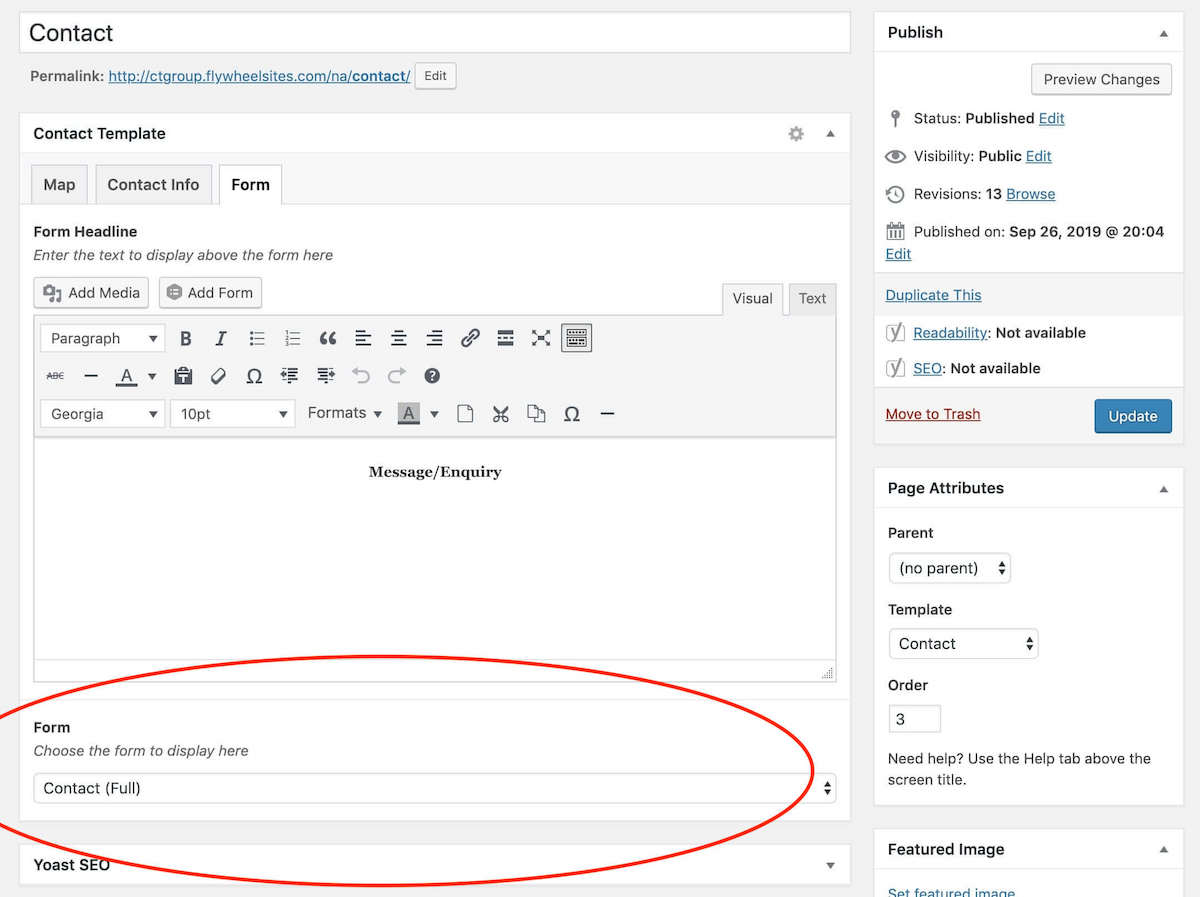 Contact
Permalink: http://ctgroup.flywheelsites.com/na/contact/ Edit
Contact Template
Map Contact Info Form
Form Headline
Enter the text to display above the form here
Add Media Add Form
Visual Text
Paragraph B I
ABC A
Georgia 10pt Formats A
Message/Enquiry
Form
Choose the form to display here
Contact (Full)
Yoast SEO
Publish
Preview Changes
Status: Published Edit
Visibility: Public Edit
Revisions: 13 Browse
Published on: Sep 26, 2019 @ 20:04
Edit
Duplicate This
Readability: Not available
SEO: Not available
Move to Trash Update
Page Attributes
Parent
(no parent)
Template
Contact
Order
3
Need help? Use the Help tab above the
screen title.
Featured Image
Set featured image